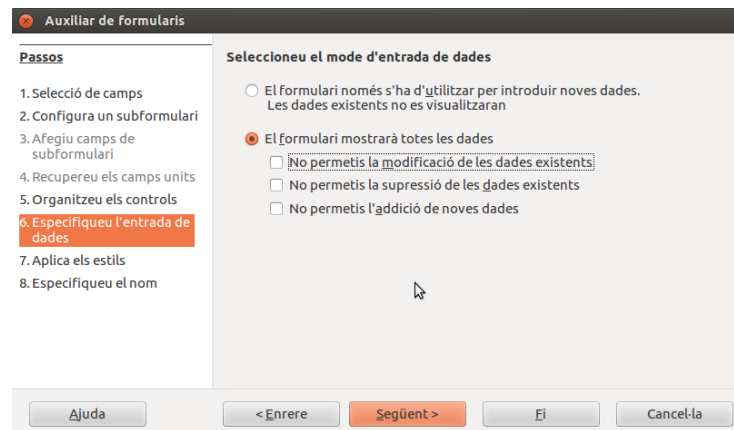 Auxiliar de formularis
Passos
1. Selecció de camps
2. Configura un subformulari
3. Afegiu camps de
subformulari
4. Recupereu els camps units
5. Organitzeu els controls
6. Especifiqueu l'entrada de
dades
7. Aplica els estils
8. Especifiqueu el nom
Seleccioneu el mode d'entrada de dades
El formulari només s'ha d'utilitzar per introduir noves dades.
Les dades existents no es visualitzaran
El formulari mostrarà totes les dades
No permetis la modificació de les dades existents
No permetis la supressió de les dades existents
No permetis l'addició de noves dades
Ajuda
< Enrere
Següent >
Fi
Cancel·la